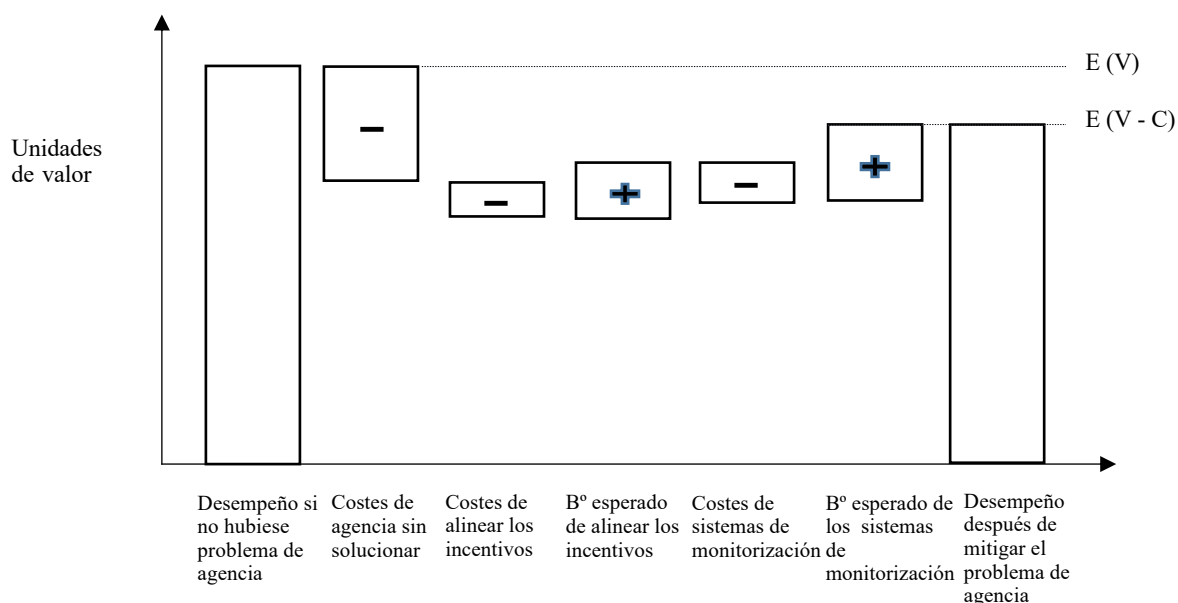 E (V)
E (V - C)
Unidades
de valor
Desempeño si
no hubiese
problema de
agencia
Costes de
agencia sin
solucionar
Costes de
alinear los
incentivos
Bº esperado
de alinear los
incentivos
Costes de
sistemas de
monitorización
Bº esperado de
los sistemas
de
monitorización
Desempeño
después de
mitigar el
problema de
agencia